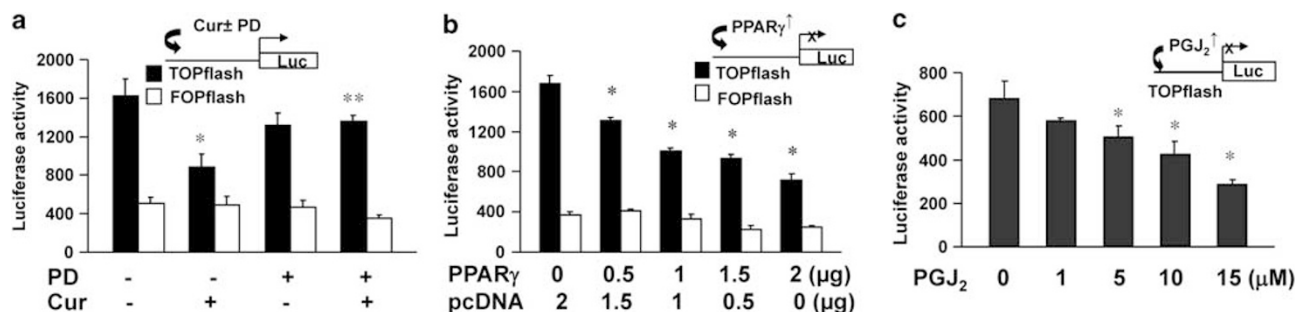 a
Cur± PD
Luc
TOPflash
FOPflash
Luciferase activity
2000
1600
1200
800
400
0
*
**
PD - - + +
Cur - + - +
b
PPARγ↑
x
Luc
TOPflash
FOPflash
Luciferase activity
2000
1600
1200
800
400
0
*
*
*
*
PPARγ 0 0.5 1 1.5 2 (µg)
pcDNA 2 1.5 1 0.5 0 (µg)
c
PGJ₂↑
x
Luc
TOPflash
Luciferase activity
800
600
400
200
0
*
*
*
PGJ₂ 0 1 5 10 15 (µM)